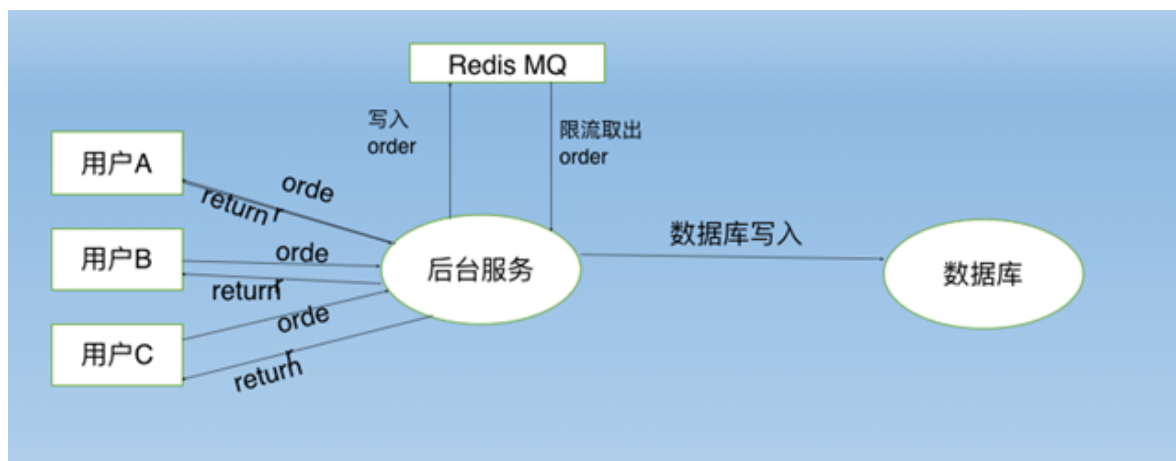 Redis MQ
写入
order
限流取出
order
用户A
orde
r
return
用户B
orde
r
return
用户C
orde
r
return
后台服务
数据库写入
数据库